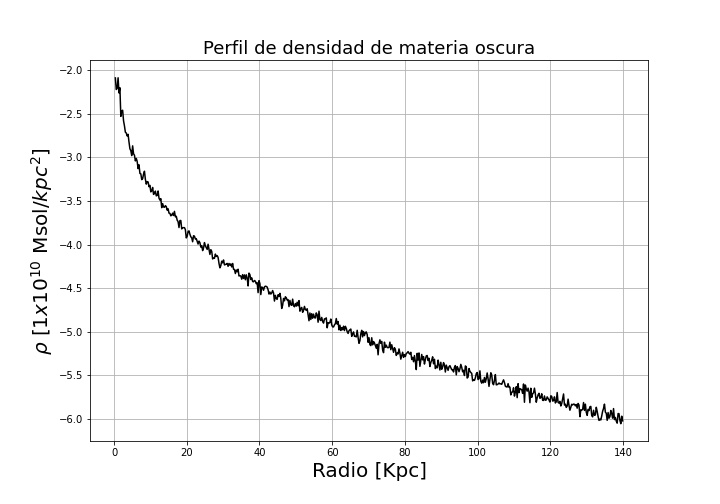 Perfil de densidad de materia oscura
ρ [1x10¹⁰ Msol/kpc²]
−2.0
−2.5
−3.0
−3.5
−4.0
−4.5
−5.0
−5.5
−6.0
0 20 40 60 80 100 120 140
Radio [Kpc]